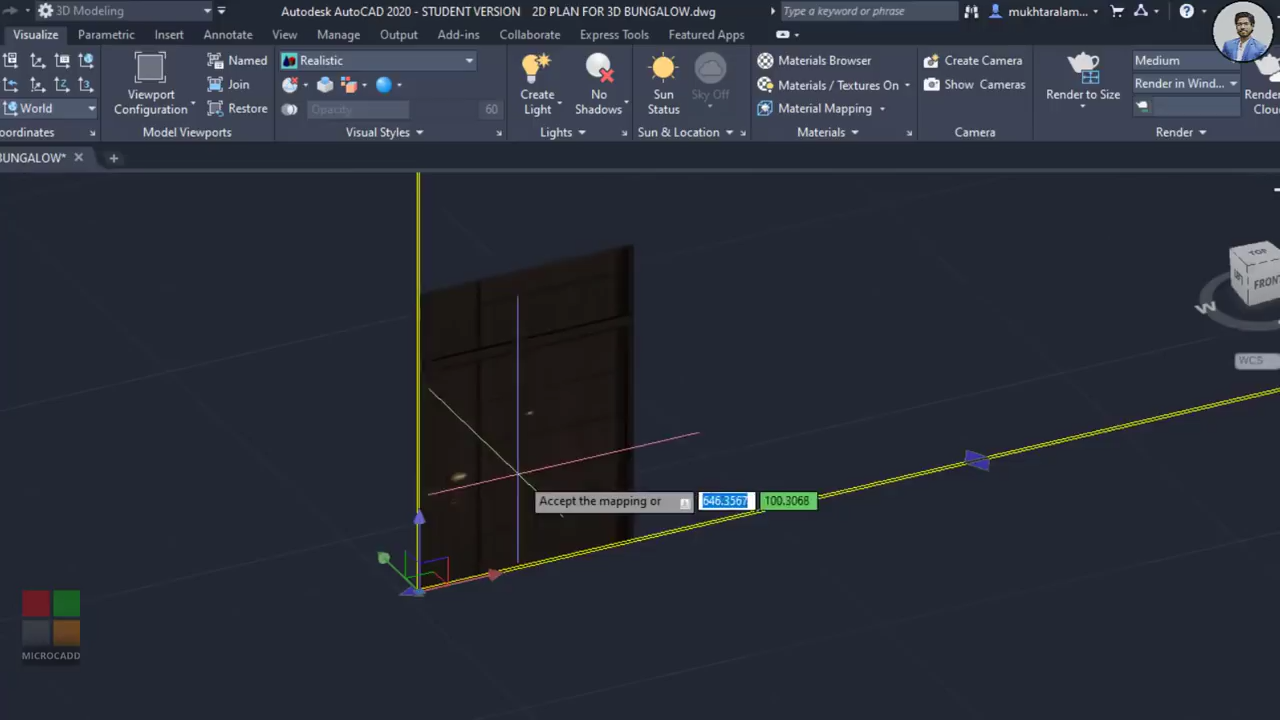 3D Modeling
Autodesk AutoCAD 2020 - STUDENT VERSION 2D PLAN FOR 3D BUNGALOW.dwg
Type a keyword or phrase
mukhtaralam...
Visualize Parametric Insert Annotate View Manage Output Add-ins Collaborate Express Tools Featured Apps
World
oordinates
Viewport
Configuration
Named
Join
Restore
Model Viewports
Realistic
Opacity 60
Visual Styles
Create
Light
No
Shadows
Lights
Sun
Status
Sky Off
Sun & Location
Materials Browser
Materials / Textures On
Material Mapping
Materials
Create Camera
Show Cameras
Camera
Render to Size
Medium
Render in Wind...
Render
Clou
Render
BUNGALOW*
TOP
LEFT
FRONT
W
WCS
Accept the mapping or 646.3567 100.3068
MICROCADD